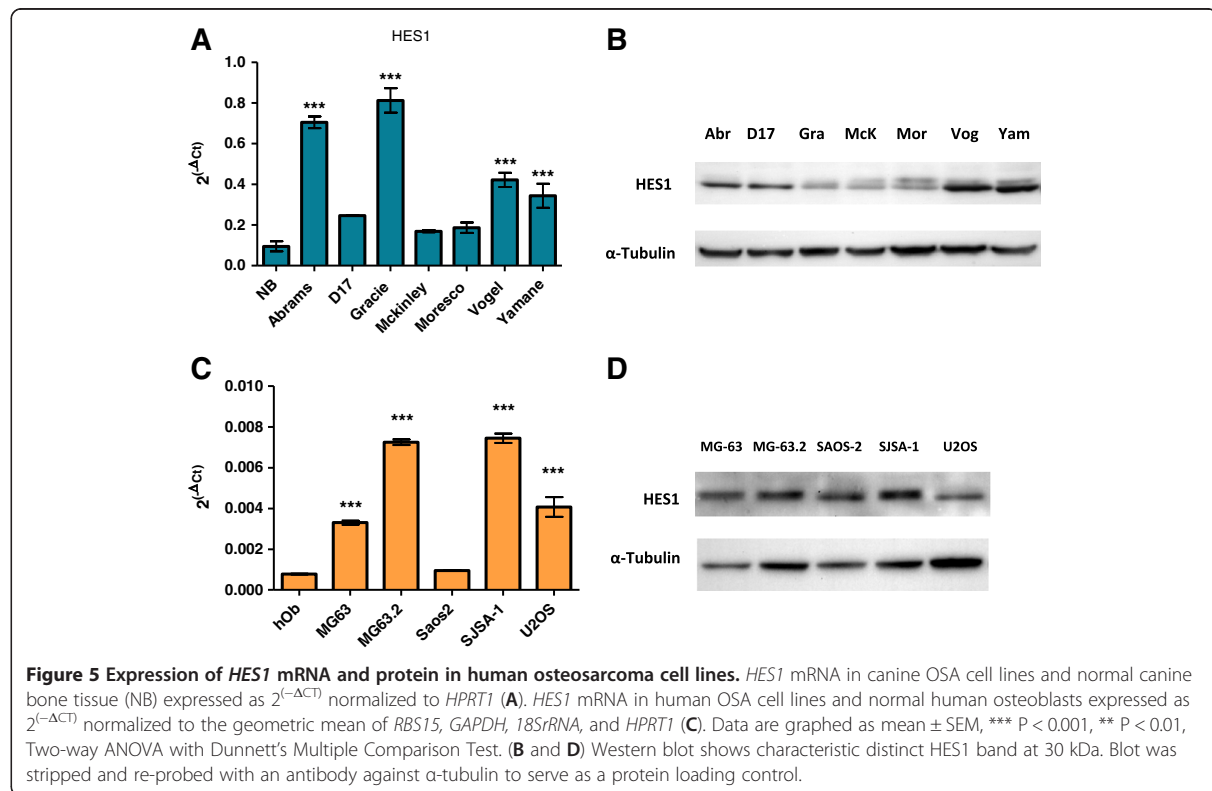 A
HES1
2(-ΔCt)
1.0
0.8
0.6
0.4
0.2
0.0
***
***
***
***
NB
Abrams
D17
Gracie
Mckinley
Moresco
Vogel
Yamane
B
Abr D17 Gra McK Mor Vog Yam
HES1
α-Tubulin
C
2(-ΔCt)
0.010
0.008
0.006
0.004
0.002
0.000
***
***
***
***
hOb
MG63
MG63.2
Saos2
SJSA-1
U2OS
D
MG-63 MG-63.2 SAOS-2 SJSA-1 U2OS
HES1
α-Tubulin
Figure 5 Expression of HES1 mRNA and protein in human osteosarcoma cell lines. HES1 mRNA in canine OSA cell lines and normal canine
bone tissue (NB) expressed as 2(−ΔCT) normalized to HPRT1 (A). HES1 mRNA in human OSA cell lines and normal human osteoblasts expressed as
2(−ΔCT) normalized to the geometric mean of RBS15, GAPDH, 18SrRNA, and HPRT1 (C). Data are graphed as mean ± SEM, *** P < 0.001, ** P < 0.01,
Two-way ANOVA with Dunnett's Multiple Comparison Test. (B and D) Western blot shows characteristic distinct HES1 band at 30 kDa. Blot was
stripped and re-probed with an antibody against α-tubulin to serve as a protein loading control.